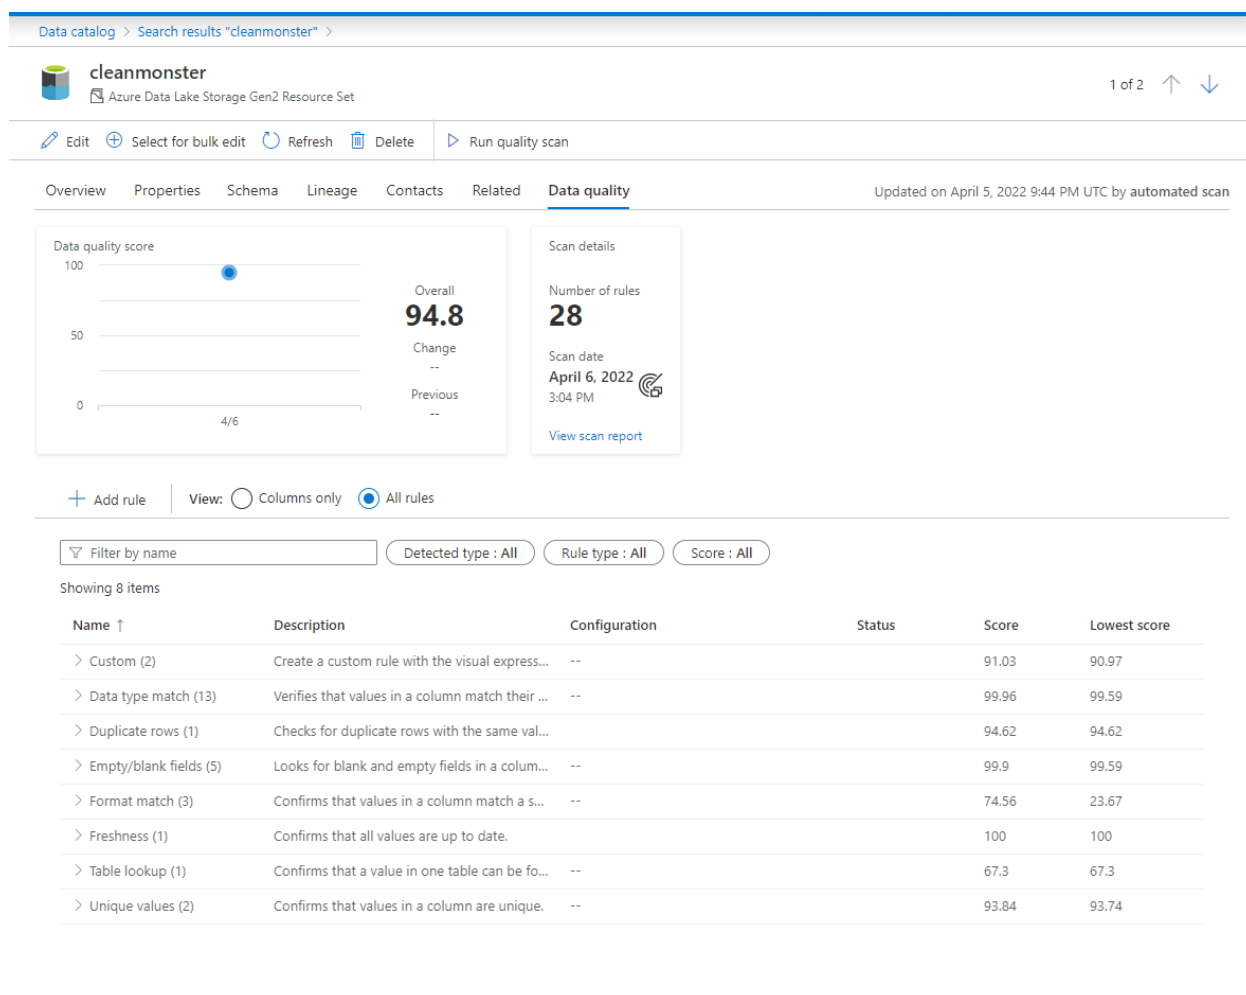 Data catalog > Search results "cleanmonster" >
cleanmonster
Azure Data Lake Storage Gen2 Resource Set
1 of 2
Edit Select for bulk edit Refresh Delete Run quality scan
Overview Properties Schema Lineage Contacts Related Data quality
Updated on April 5, 2022 9:44 PM UTC by automated scan
Data quality score
100
50
0
4/6
Overall
94.8
Change
--
Previous
--
Scan details
Number of rules
28
Scan date
April 6, 2022
3:04 PM
View scan report
Add rule View: Columns only All rules
Filter by name Detected type : All Rule type : All Score : All
Showing 8 items
Name ↑ Description Configuration Status Score Lowest score
Custom (2) Create a custom rule with the visual express... -- 91.03 90.97
Data type match (13) Verifies that values in a column match their ... -- 99.96 99.59
Duplicate rows (1) Checks for duplicate rows with the same val... 94.62 94.62
Empty/blank fields (5) Looks for blank and empty fields in a colum... -- 99.9 99.59
Format match (3) Confirms that values in a column match a s... -- 74.56 23.67
Freshness (1) Confirms that all values are up to date. 100 100
Table lookup (1) Confirms that a value in one table can be fo... -- 67.3 67.3
Unique values (2) Confirms that values in a column are unique. -- 93.84 93.74